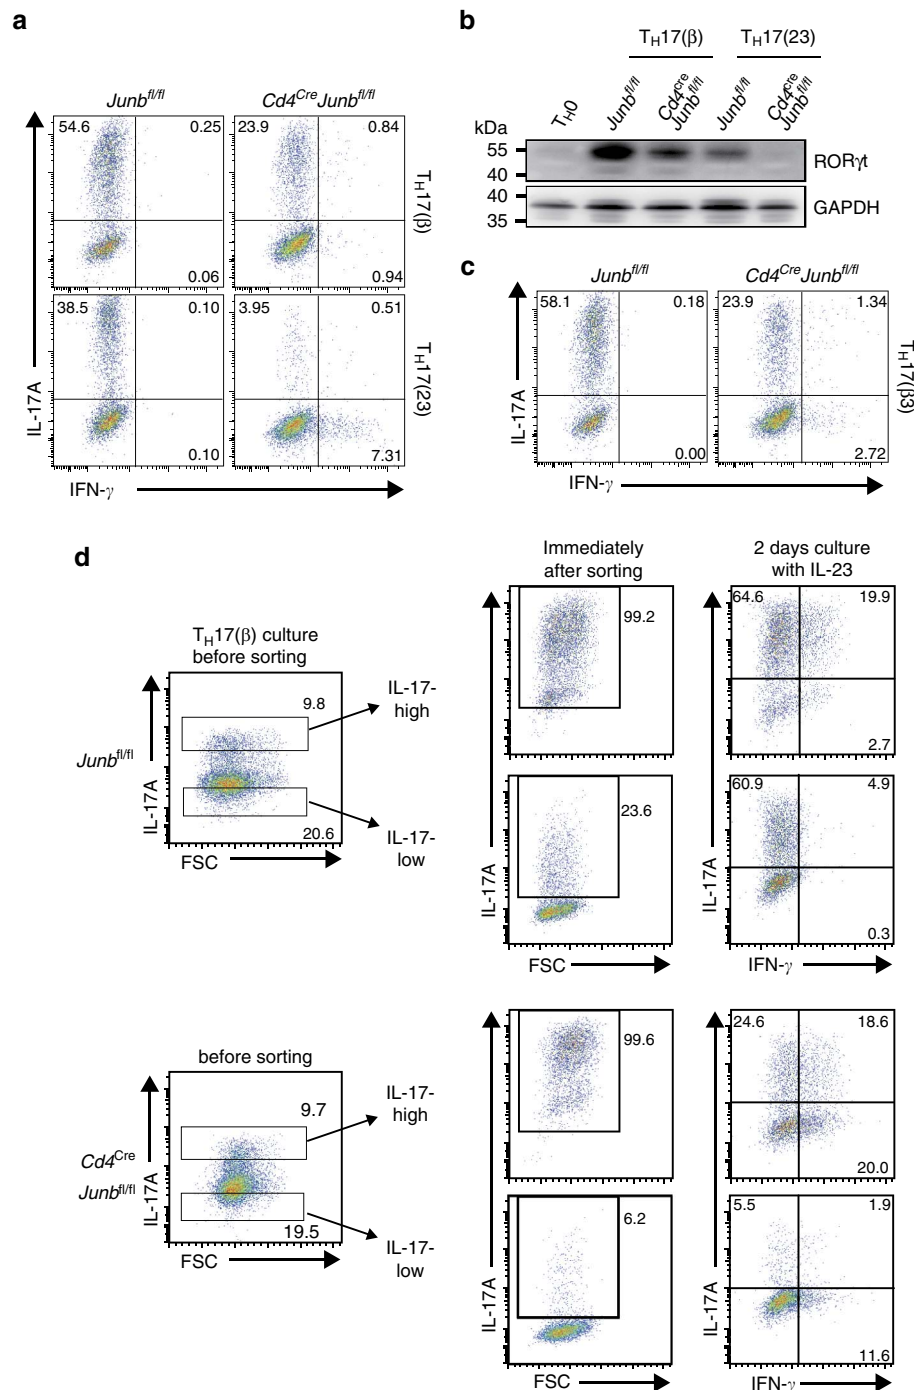 a
Junb^fl/fl
Cd4^Cre Junb^fl/fl
54.6
0.25
0.06
23.9
0.84
0.94
T_H17(β)
38.5
0.10
0.10
3.95
0.51
7.31
T_H17(23)
IL-17A
IFN-γ
b
T_H17(β)
T_H17(23)
T_H0
Junb^fl/fl
Cd4^cre
Junb^fl/fl
Junb^fl/fl
Cd4^cre
Junb^fl/fl
kDa
55
40
RORγt
40
35
GAPDH
c
Junb^fl/fl
Cd4^Cre Junb^fl/fl
58.1
0.18
0.00
23.9
1.34
2.72
T_H17(β3)
IL-17A
IFN-γ
d
T_H17(β) culture
before sorting
Immediately
after sorting
2 days culture
with IL-23
Junb^fl/fl
9.8
20.6
IL-17A
FSC
IL-17-
high
IL-17-
low
99.2
64.6
19.9
2.7
23.6
60.9
4.9
0.3
IL-17A
FSC
IL-17A
IFN-γ
before sorting
Cd4^Cre
Junb^fl/fl
9.7
19.5
IL-17A
FSC
IL-17-
high
IL-17-
low
99.6
24.6
18.6
20.0
6.2
5.5
1.9
11.6
IL-17A
FSC
IL-17A
IFN-γ